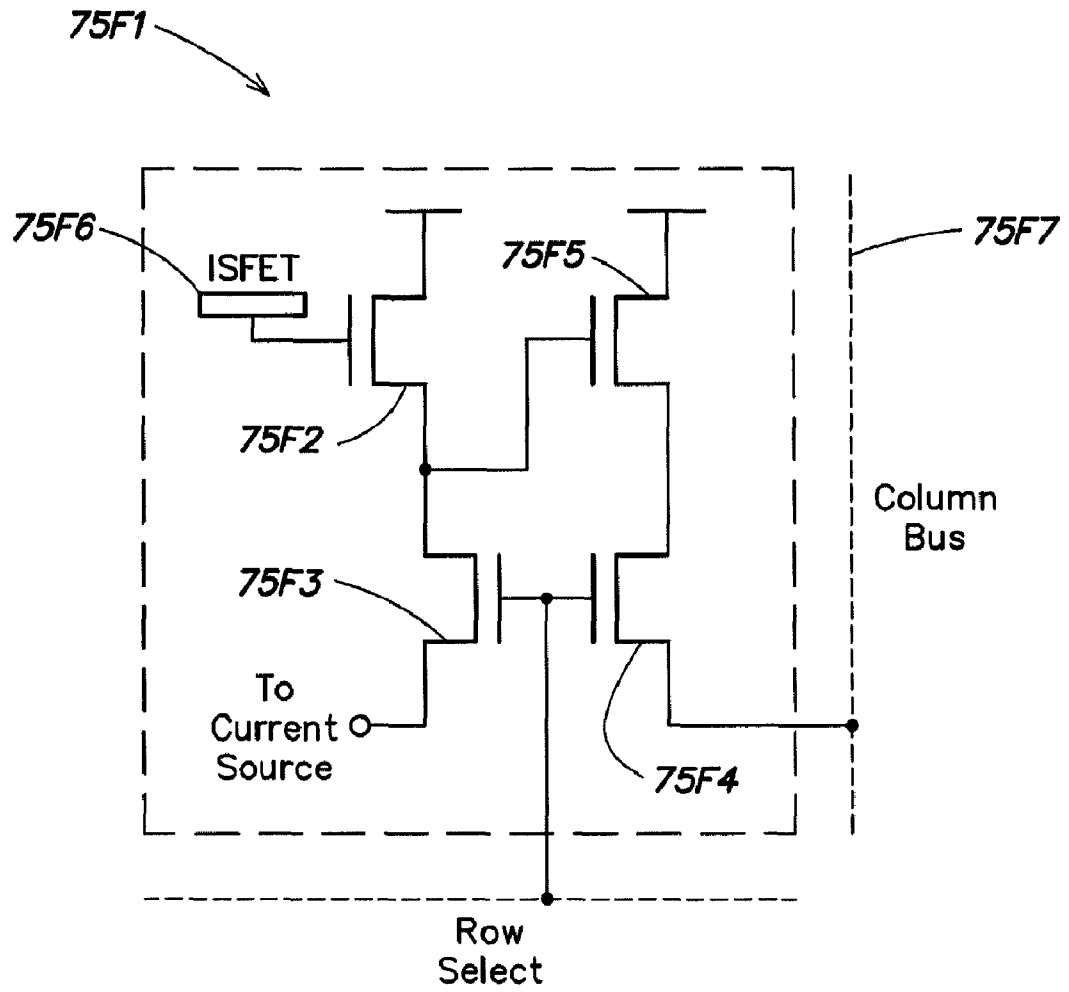 75F1
75F6
ISFET
75F5
75F7
75F2
Column
Bus
75F3
To
Current
Source
75F4
Row
Select